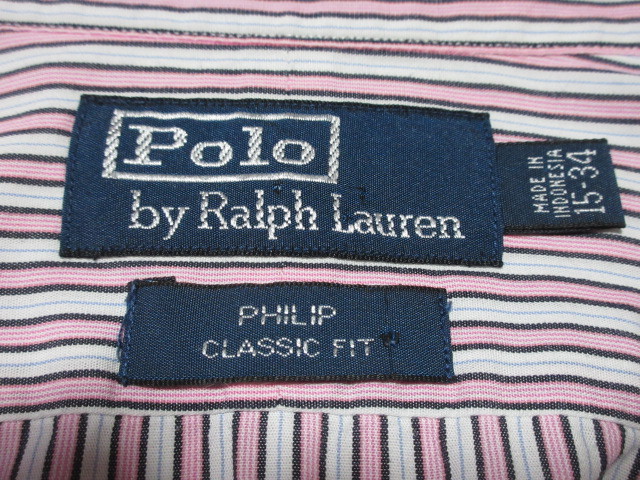 Polo
by Ralph Lauren
MADE IN
INDONESIA
15-34
PHILIP
CLASSIC FIT